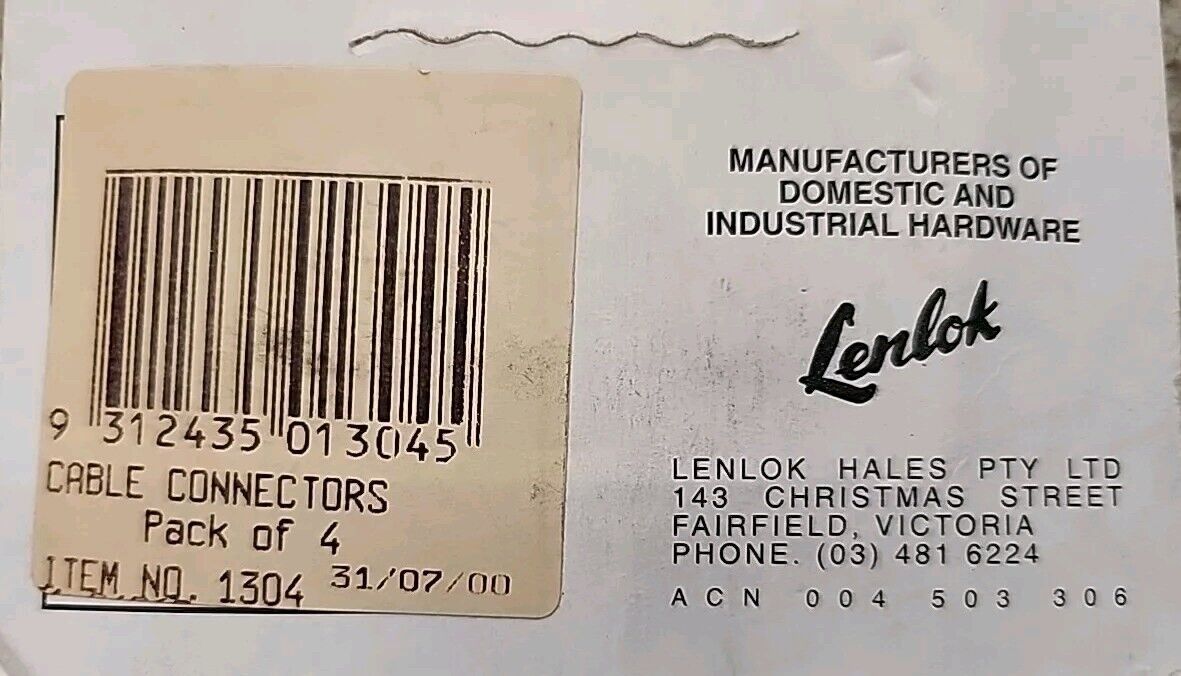 9 312435 013045
CABLE CONNECTORS
Pack of 4
ITEM NO. 1304 31/07/00
MANUFACTURERS OF
DOMESTIC AND
INDUSTRIAL HARDWARE
Lenlok
LENLOK HALES PTY LTD
143 CHRISTMAS STREET
FAIRFIELD, VICTORIA
PHONE. (03) 481 6224
ACN 004 503 306